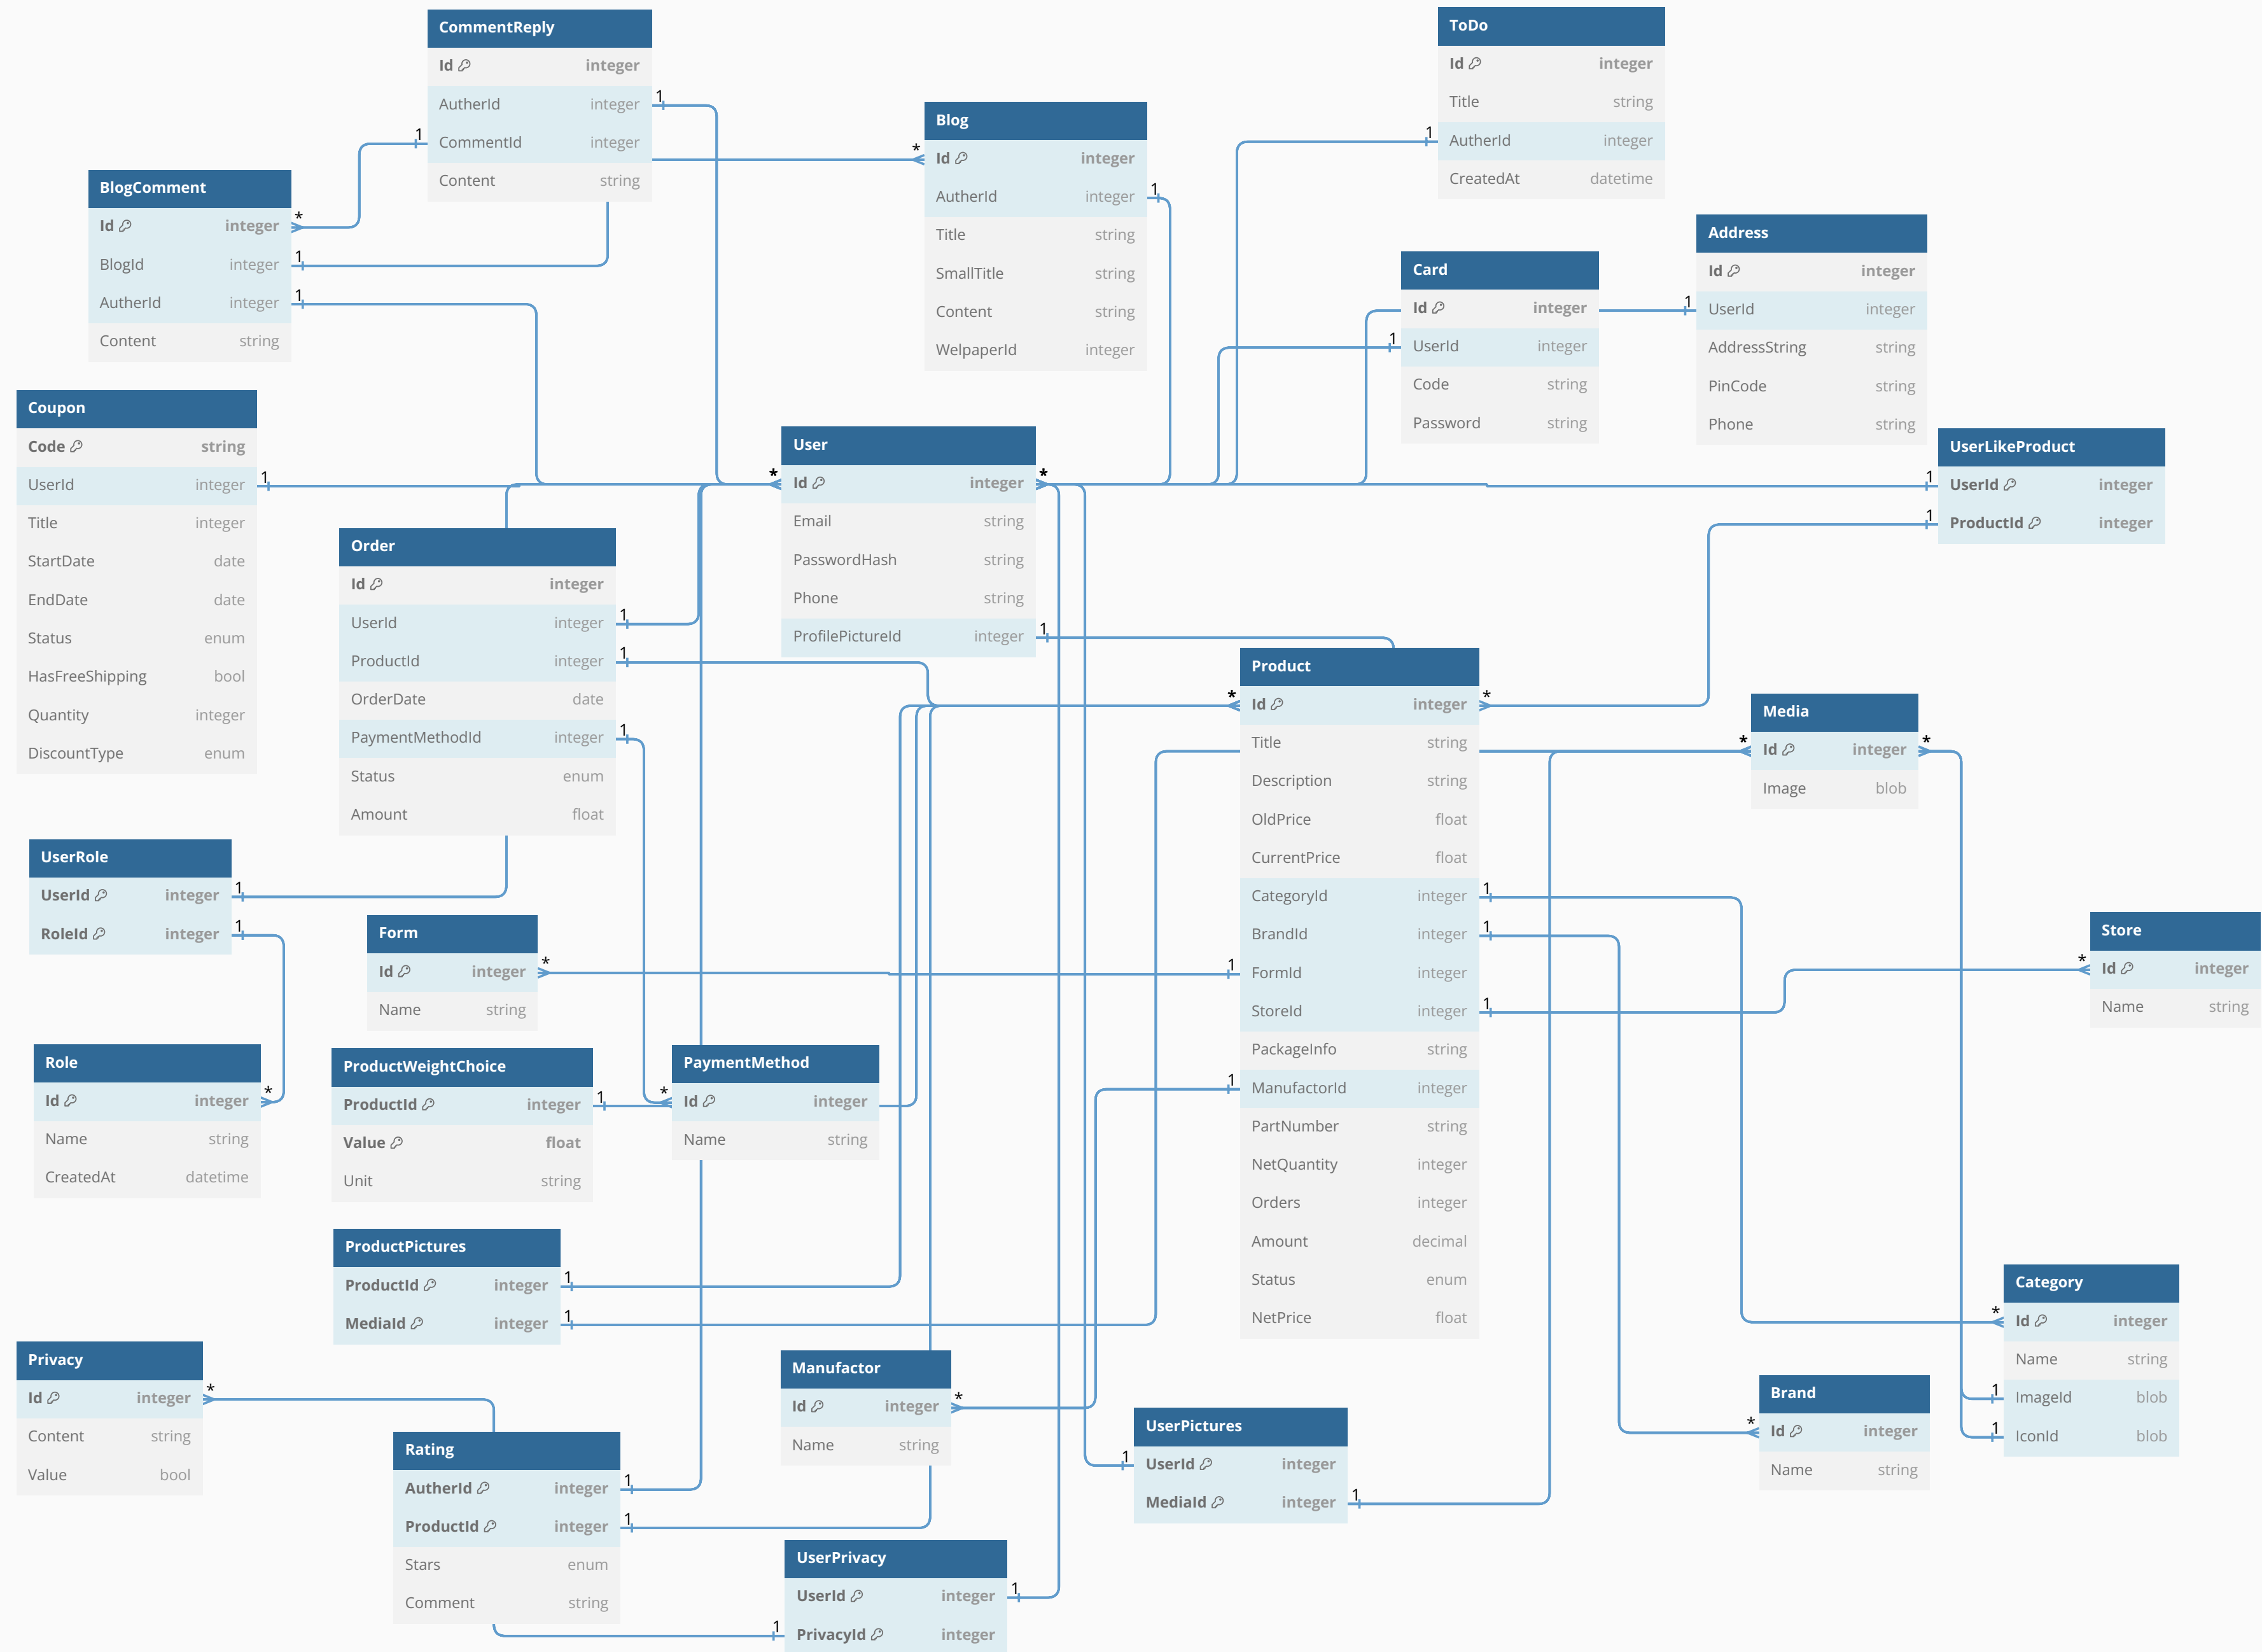 CommentReply
Id integer
AutherId integer
CommentId integer
Content string
ToDo
Id integer
Title string
AutherId integer
CreatedAt datetime
Blog
Id integer
AutherId integer
Title string
SmallTitle string
Content string
WelpaperId integer
BlogComment
Id integer
BlogId integer
AutherId integer
Content string
Address
Id integer
UserId integer
AddressString string
PinCode string
Phone string
Card
Id integer
UserId integer
Code string
Password string
Coupon
Code string
UserId integer
Title integer
StartDate date
EndDate date
Status enum
HasFreeShipping bool
Quantity integer
DiscountType enum
User
Id integer
Email string
PasswordHash string
Phone string
ProfilePictureId integer
UserLikeProduct
UserId integer
ProductId integer
Order
Id integer
UserId integer
ProductId integer
OrderDate date
PaymentMethodId integer
Status enum
Amount float
Product
Id integer
Title string
Description string
OldPrice float
CurrentPrice float
CategoryId integer
BrandId integer
FormId integer
StoreId integer
PackageInfo string
ManufactorId integer
PartNumber string
NetQuantity integer
Orders integer
Amount decimal
Status enum
NetPrice float
Media
Id integer
Image blob
UserRole
UserId integer
RoleId integer
Form
Id integer
Name string
Store
Id integer
Name string
Role
Id integer
Name string
CreatedAt datetime
ProductWeightChoice
ProductId integer
Value float
Unit string
PaymentMethod
Id integer
Name string
ProductPictures
ProductId integer
MediaId integer
Category
Id integer
Name string
ImageId blob
IconId blob
Privacy
Id integer
Content string
Value bool
Manufactor
Id integer
Name string
Brand
Id integer
Name string
UserPictures
UserId integer
MediaId integer
Rating
AutherId integer
ProductId integer
Stars enum
Comment string
UserPrivacy
UserId integer
PrivacyId integer